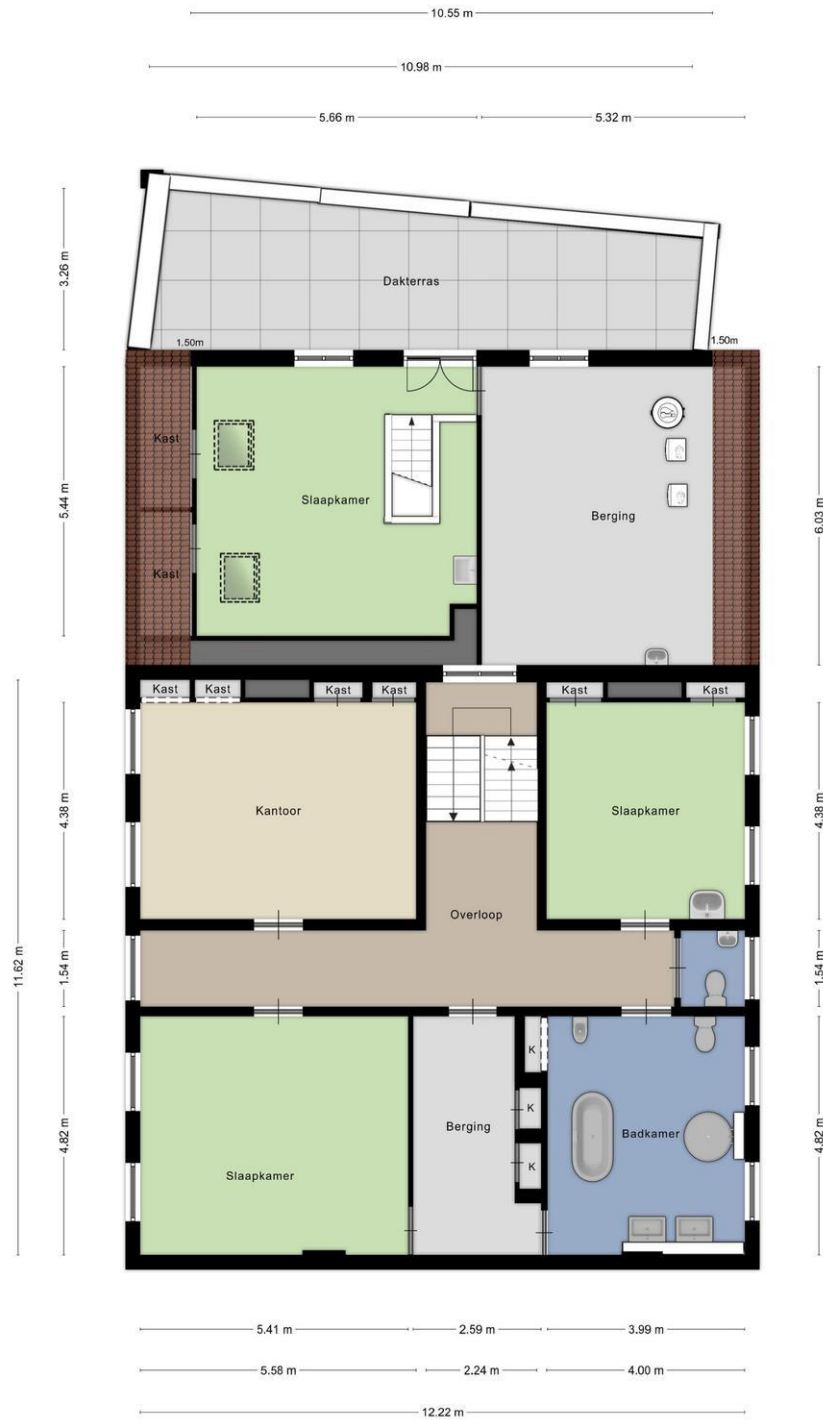 10.55 m
10.98 m
5.66 m
5.32 m
3.26 m
Dakterras
1.50m
1.50m
Kast
Slaapkamer
Berging
Kast
5.44 m
6.03 m
Kast
Kast
Kast
Kast
Kast
Kast
Kantoor
Slaapkamer
4.38 m
4.38 m
Overloop
11.62 m
1.54 m
1.54 m
K
K
K
Berging
Badkamer
Slaapkamer
4.82 m
4.82 m
5.41 m
2.59 m
3.99 m
5.58 m
2.24 m
4.00 m
12.22 m